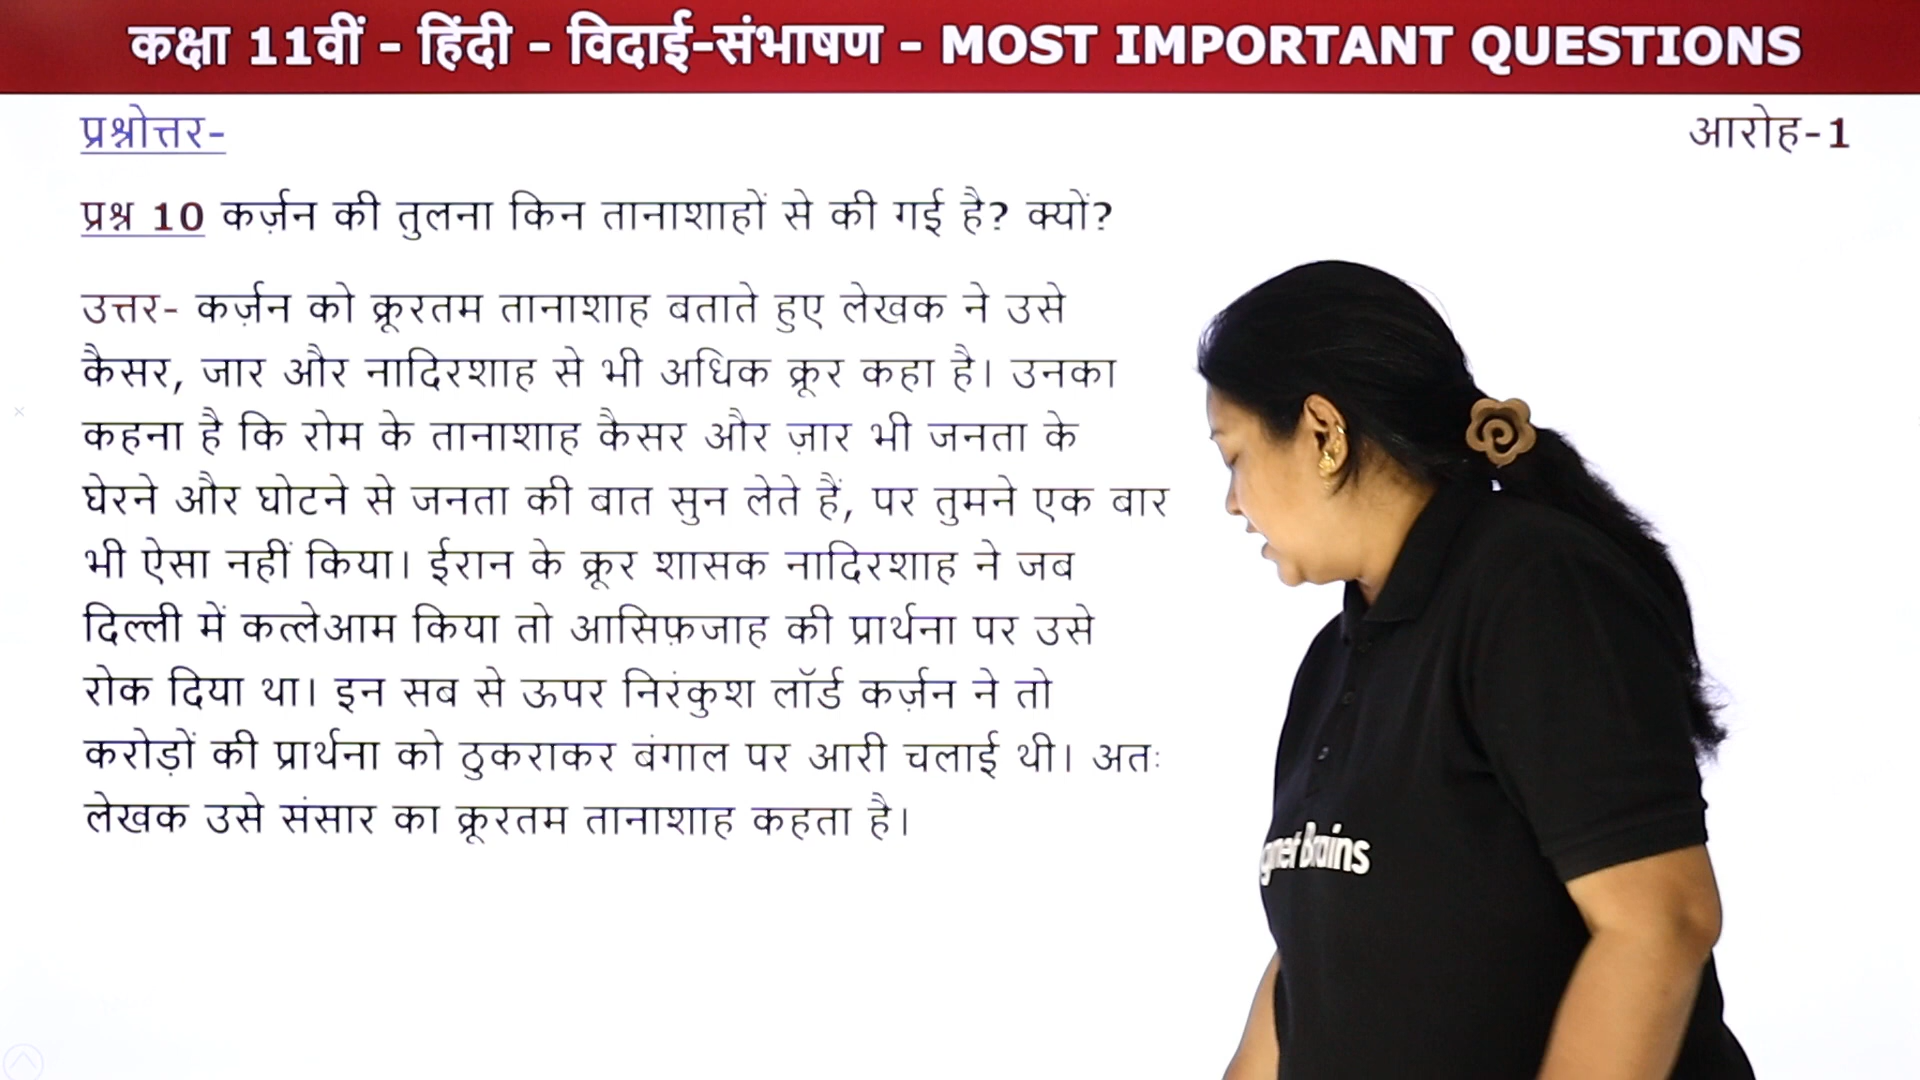 कक्षा 11वीं - हिंदी - विदाई-संभाषण - MOST IMPORTANT QUESTIONS
प्रश्नोत्तर-
आरोह-1
प्रश्न 10 कर्ज़न की तुलना किन तानाशाहों से की गई है? क्यों?
उत्तर- कर्ज़न को क्रूरतम तानाशाह बताते हुए लेखक ने उसे
कैसर, जार और नादिरशाह से भी अधिक क्रूर कहा है। उनका
कहना है कि रोम के तानाशाह कैसर और ज़ार भी जनता के
घेरने और घोटने से जनता की बात सुन लेते हैं, पर तुमने एक बार
भी ऐसा नहीं किया। ईरान के क्रूर शासक नादिरशाह ने जब
दिल्ली में कत्लेआम किया तो आसिफ़जाह की प्रार्थना पर उसे
रोक दिया था। इन सब से ऊपर निरंकुश लॉर्ड कर्ज़न ने तो
करोड़ों की प्रार्थना को ठुकराकर बंगाल पर आरी चलाई थी। अतः
लेखक उसे संसार का क्रूरतम तानाशाह कहता है।
gnet Brains